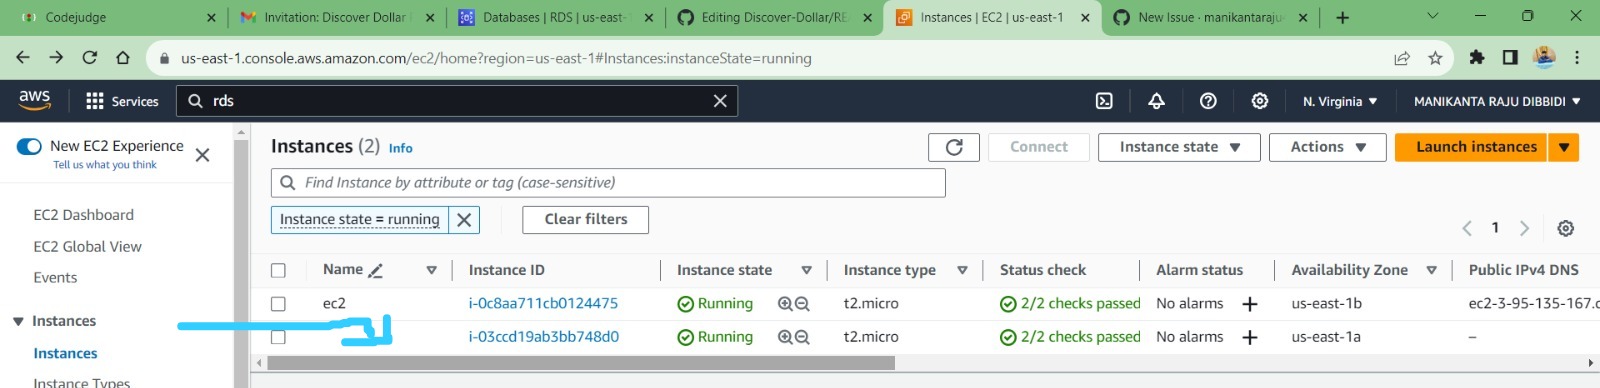 Codejudge
Invitation: Discover Dollar
Databases | RDS | us-east-
Editing Discover-Dollar/RE
Instances | EC2 | us-east-1
New Issue · manikantaraju
us-east-1.console.aws.amazon.com/ec2/home?region=us-east-1#Instances:instanceState=running
aws
Services
rds
N. Virginia
MANIKANTA RAJU DIBBIDI
New EC2 Experience
Tell us what you think
EC2 Dashboard
EC2 Global View
Events
Instances
Instances
Instance Types
Instances (2) Info
Connect
Instance state
Actions
Launch instances
Find Instance by attribute or tag (case-sensitive)
Instance state = running
Clear filters
1
Name Instance ID Instance state Instance type Status check Alarm status Availability Zone Public IPv4 DNS
ec2 i-0c8aa711cb0124475 Running t2.micro 2/2 checks passed No alarms + us-east-1b ec2-3-95-135-167.c
i-03ccd19ab3bb748d0 Running t2.micro 2/2 checks passed No alarms + us-east-1a –